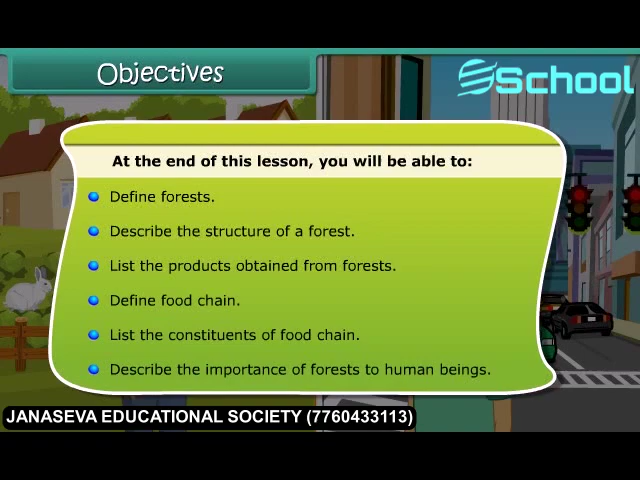 Objectives
School
At the end of this lesson, you will be able to:
Define forests.
Describe the structure of a forest.
List the products obtained from forests.
Define food chain.
List the constituents of food chain.
Describe the importance of forests to human beings.
JANASEVA EDUCATIONAL SOCIETY (7760433113)